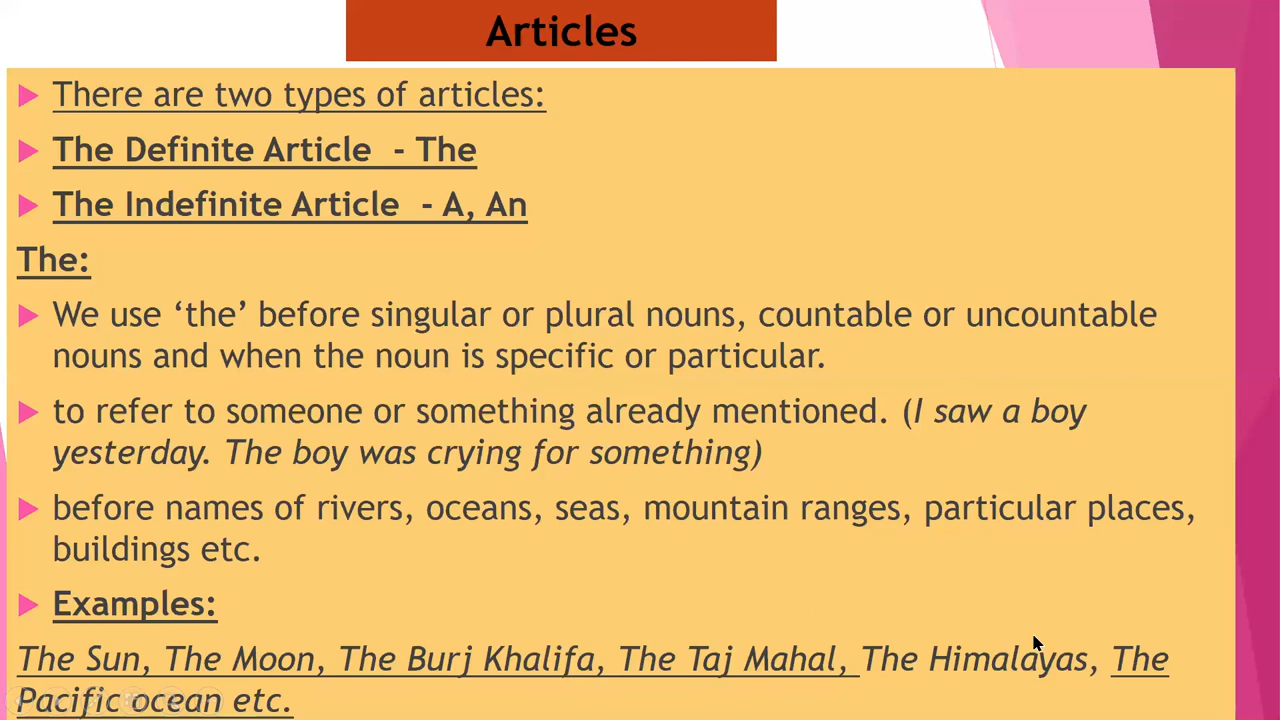 Articles
There are two types of articles:
The Definite Article - The
The Indefinite Article - A, An
The:
We use ‘the’ before singular or plural nouns, countable or uncountable
nouns and when the noun is specific or particular.
to refer to someone or something already mentioned. (I saw a boy
yesterday. The boy was crying for something)
before names of rivers, oceans, seas, mountain ranges, particular places,
buildings etc.
Examples:
The Sun, The Moon, The Burj Khalifa, The Taj Mahal, The Himalayas, The
Pacific ocean etc.